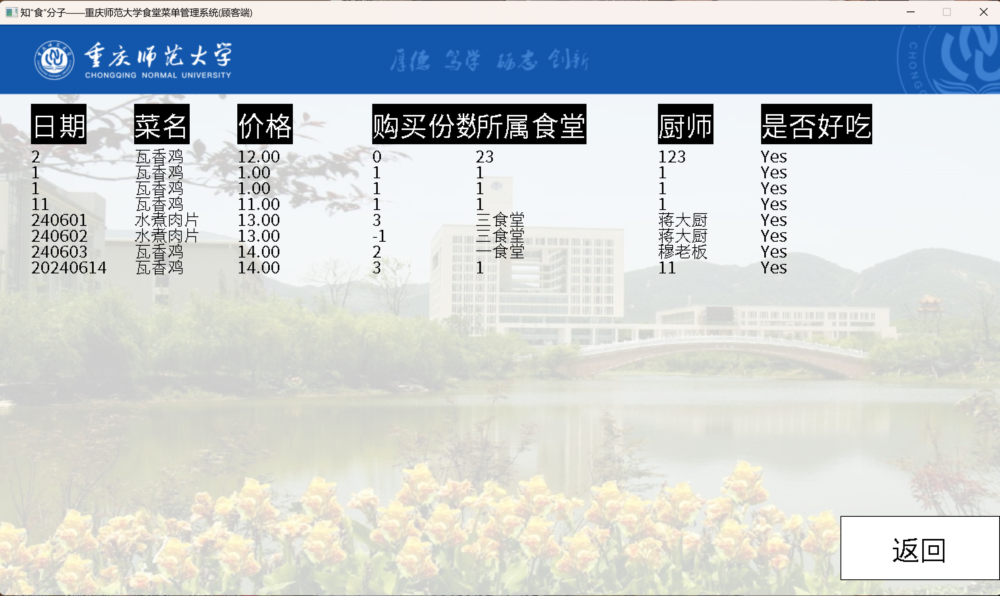 知“食”分子——重庆师范大学食堂菜单管理系统(顾客端)
重庆师范大学
CHONGQING NORMAL UNIVERSITY
厚德 笃学 砺志 创新
日期 菜名 价格 购买份数所属食堂 厨师 是否好吃
2 瓦香鸡 12.00 0 23 123 Yes
1 瓦香鸡 1.00 1 1 1 Yes
1 瓦香鸡 1.00 1 1 1 Yes
11 瓦香鸡 11.00 1 1 1 Yes
240601 水煮肉片 13.00 3 三食堂 蒋大厨 Yes
240602 水煮肉片 13.00 -1 三食堂 蒋大厨 Yes
240603 瓦香鸡 14.00 2 一食堂 穆老板 Yes
20240614 瓦香鸡 14.00 3 1 11 Yes
返回